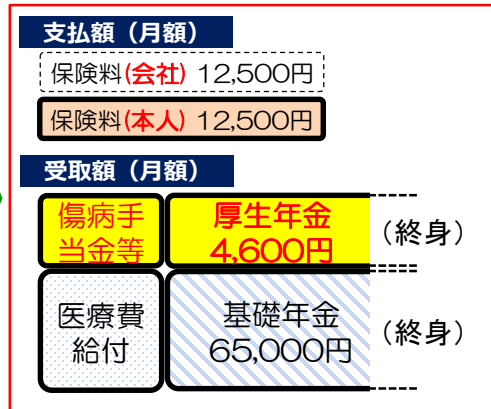 支払額（月額）
保険料(会社) 12,500円
保険料(本人) 12,500円
受取額（月額）
傷病手
当金等
厚生年金
4,600円
（終身）
医療費
給付
基礎年金
65,000円
（終身）